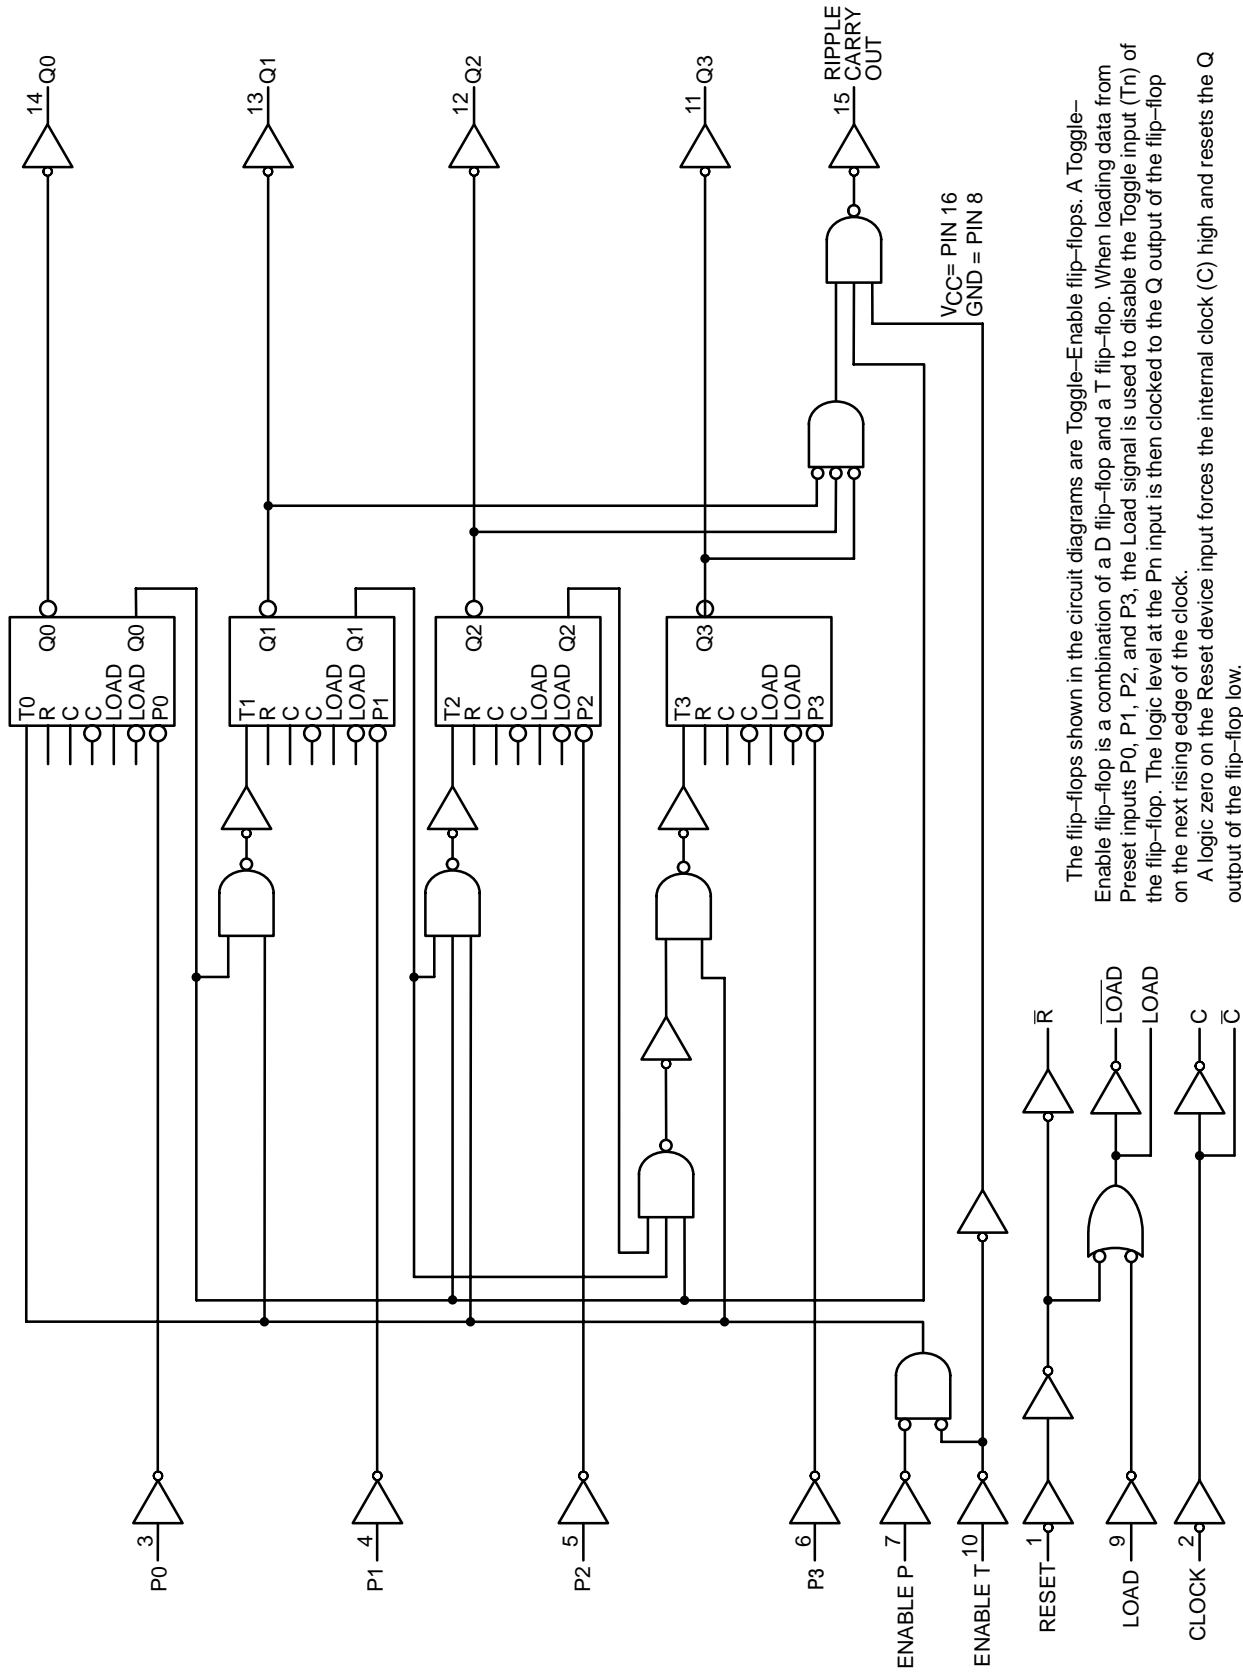 P0
3
P1
4
P2
5
P3
6
ENABLE P
7
ENABLE T
10
RESET
1
LOAD
9
CLOCK
2
R̅
L̅O̅A̅D̅
LOAD
C
C̅
T0
R
C
C
LOAD
LOAD
P0
Q0
Q0
T1
R
C
C
LOAD
LOAD
P1
Q1
Q1
T2
R
C
C
LOAD
LOAD
P2
Q2
Q2
T3
R
C
C
LOAD
LOAD
P3
Q3
14
Q0
13
Q1
12
Q2
11
Q3
15
RIPPLE
CARRY
OUT
VCC= PIN 16
GND = PIN 8
The flip–flops shown in the circuit diagrams are Toggle–Enable flip–flops. A Toggle–
Enable flip–flop is a combination of a D flip–flop and a T flip–flop. When loading data from
Preset inputs P0, P1, P2, and P3, the Load signal is used to disable the Toggle input (Tn) of
the flip–flop. The logic level at the Pn input is then clocked to the Q output of the flip–flop
on the next rising edge of the clock.
A logic zero on the Reset device input forces the internal clock (C) high and resets the Q
output of the flip–flop low.